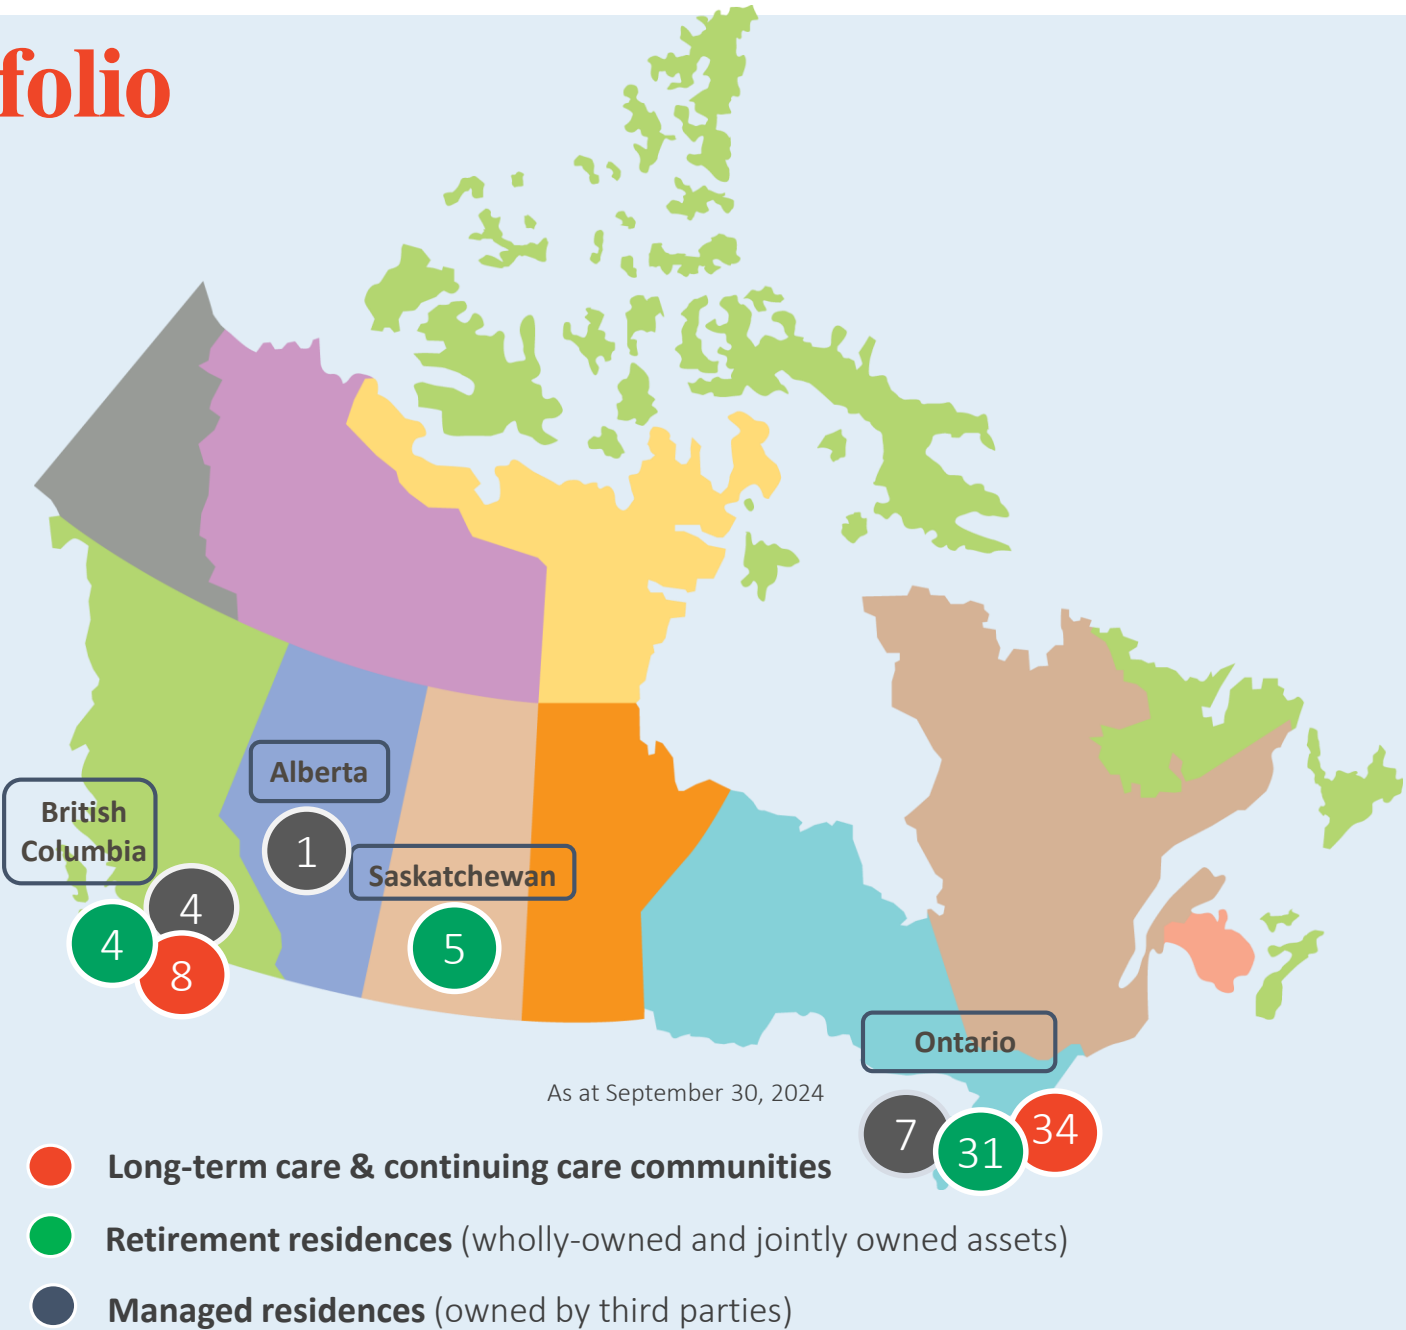 folio
Alberta
1
British
Columbia
Saskatchewan
4
4
8
5
Ontario
7
31
34
As at September 30, 2024
Long-term care & continuing care communities
Retirement residences (wholly-owned and jointly owned assets)
Managed residences (owned by third parties)